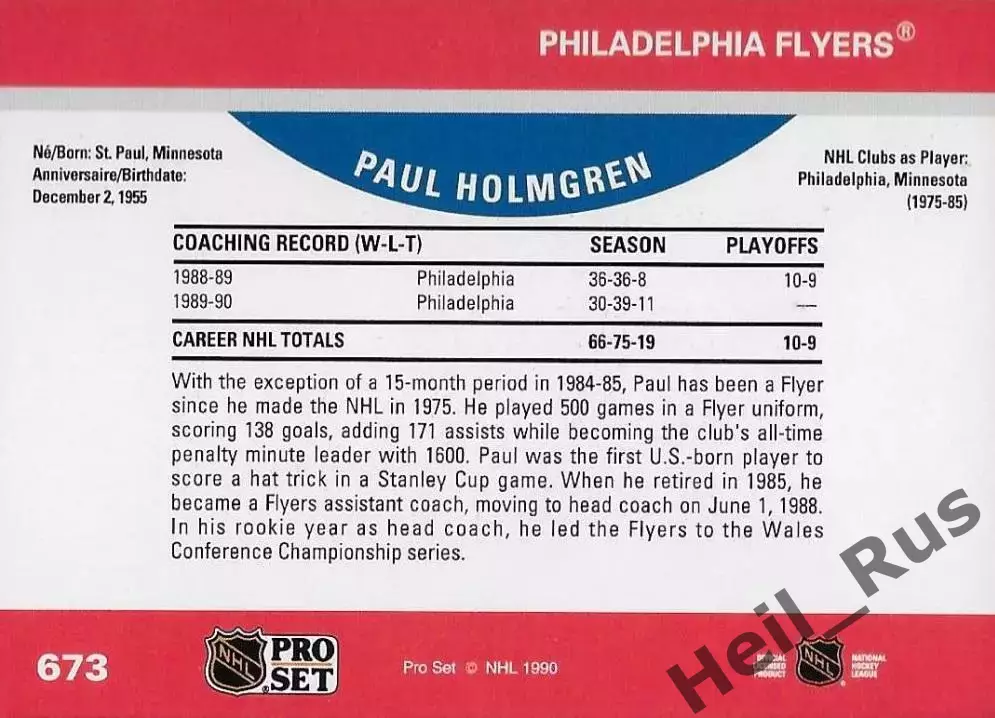 PHILADELPHIA FLYERS®
Né/Born: St. Paul, Minnesota
Anniversaire/Birthdate:
December 2, 1955
PAUL HOLMGREN
NHL Clubs as Player:
Philadelphia, Minnesota
(1975-85)
COACHING RECORD (W-L-T) SEASON PLAYOFFS
1988-89 Philadelphia 36-36-8 10-9
1989-90 Philadelphia 30-39-11 —
CAREER NHL TOTALS 66-75-19 10-9
With the exception of a 15-month period in 1984-85, Paul has been a Flyer
since he made the NHL in 1975. He played 500 games in a Flyer uniform,
scoring 138 goals, adding 171 assists while becoming the club's all-time
penalty minute leader with 1600. Paul was the first U.S.-born player to
score a hat trick in a Stanley Cup game. When he retired in 1985, he
became a Flyers assistant coach, moving to head coach on June 1, 1988.
In his rookie year as head coach, he led the Flyers to the Wales
Conference Championship series.
673
NHL
PRO
SET
Pro Set © NHL 1990
OFFICIAL
LICENSED
PRODUCT
NHL
NATIONAL
HOCKEY
LEAGUE
Heil_Rus